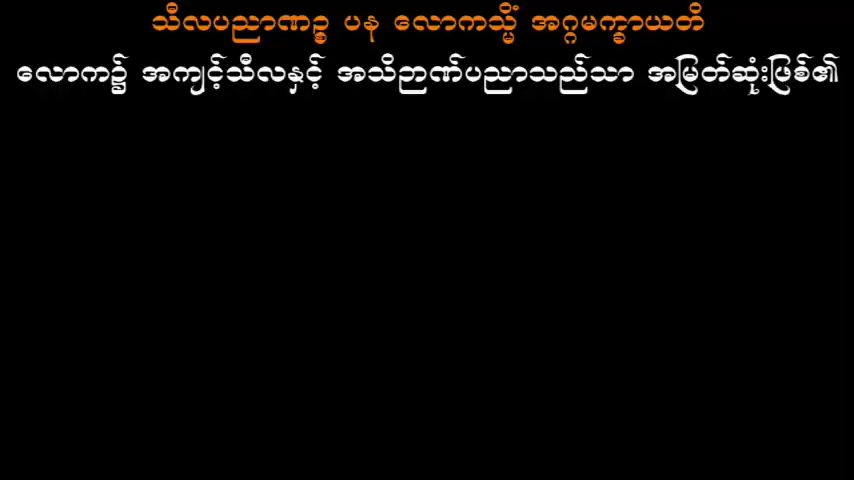 သီလပညာဏဉ္စ ပန လောကသ္မိံ အဂ္ဂမက္ခာယတိ
လောက၌ အကျင့်သီလနှင့် အသိဉာဏ်ပညာသည်သာ အမြတ်ဆုံးဖြစ်၏